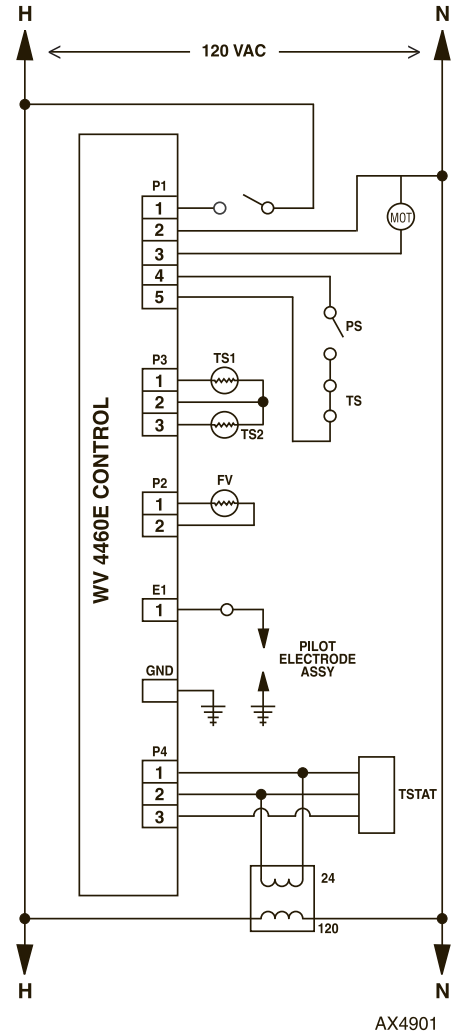 H N
120 VAC
P1
1
2
3
4
5
MOT
PS
TS
P3
1
2
3
TS1
TS2
P2
1
2
FV
WV 4460E CONTROL
E1
1
PILOT
ELECTRODE
ASSY
GND
P4
1
2
3
TSTAT
24
120
H N
AX4901